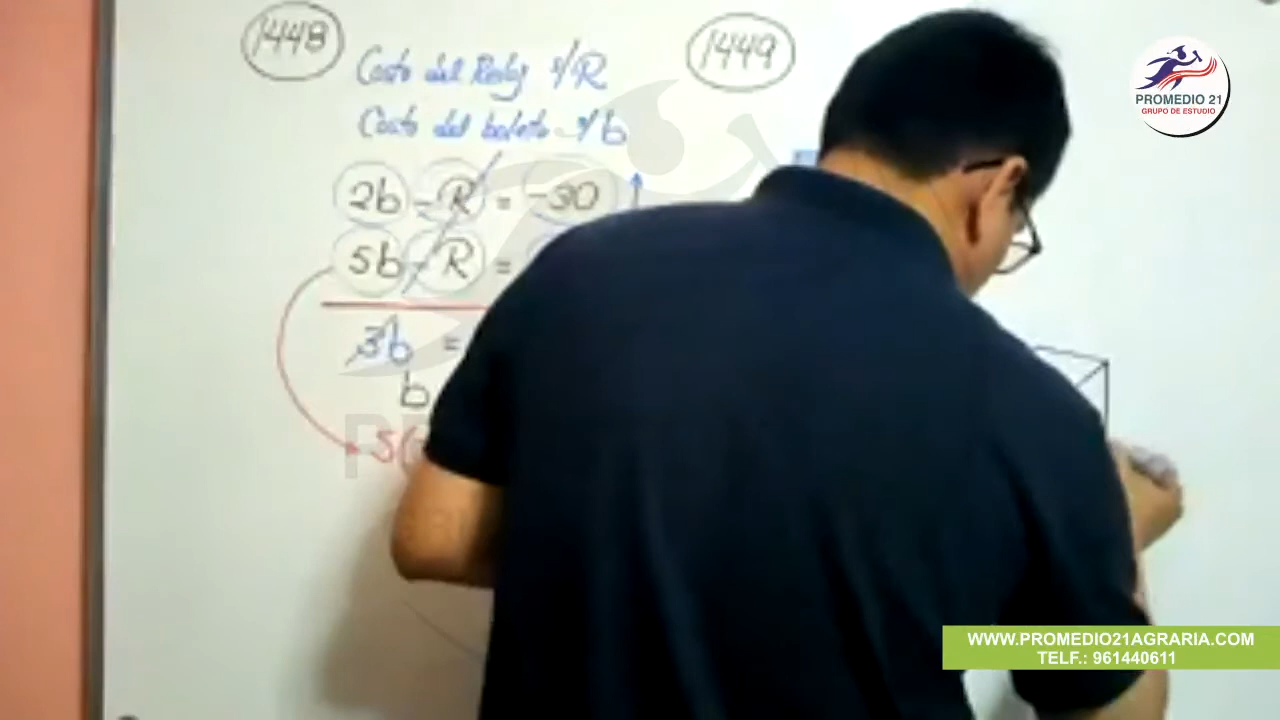 1448
Costo del Reloj s/R
Costo del boleto s/b
2b - R = -30
5b - R =
3b =
b
5(
1449
PROMEDIO 21
GRUPO DE ESTUDIO
WWW.PROMEDIO21AGRARIA.COM
TELF.: 961440611